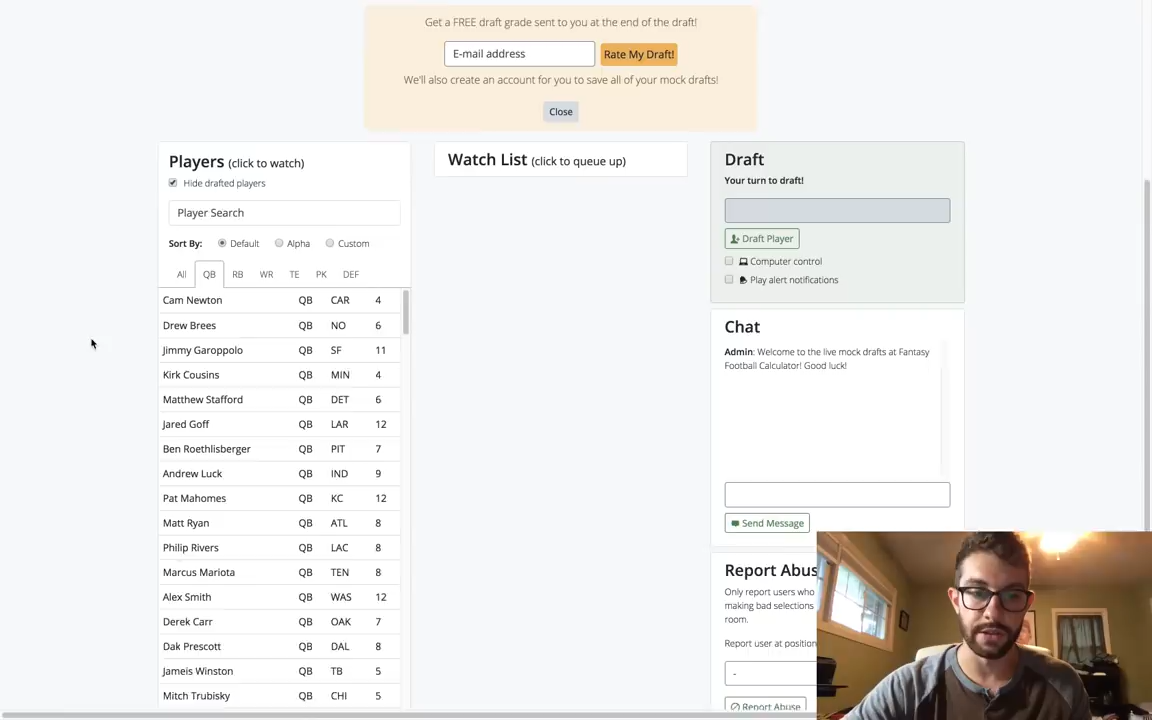 Get a FREE draft grade sent to you at the end of the draft!
E-mail address
Rate My Draft!
We'll also create an account for you to save all of your mock drafts!
Close
Players (click to watch)
Hide drafted players
Player Search
Sort By: Default Alpha Custom
All QB RB WR TE PK DEF
Cam Newton QB CAR 4
Drew Brees QB NO 6
Jimmy Garoppolo QB SF 11
Kirk Cousins QB MIN 4
Matthew Stafford QB DET 6
Jared Goff QB LAR 12
Ben Roethlisberger QB PIT 7
Andrew Luck QB IND 9
Pat Mahomes QB KC 12
Matt Ryan QB ATL 8
Philip Rivers QB LAC 8
Marcus Mariota QB TEN 8
Alex Smith QB WAS 12
Derek Carr QB OAK 7
Dak Prescott QB DAL 8
Jameis Winston QB TB 5
Mitch Trubisky QB CHI 5
Watch List (click to queue up)
Draft
Your turn to draft!
Draft Player
Computer control
Play alert notifications
Chat
Admin: Welcome to the live mock drafts at Fantasy
Football Calculator! Good luck!
Send Message
Report Abus
Only report users who
making bad selections
room.
Report user at position
-
Report Abuse